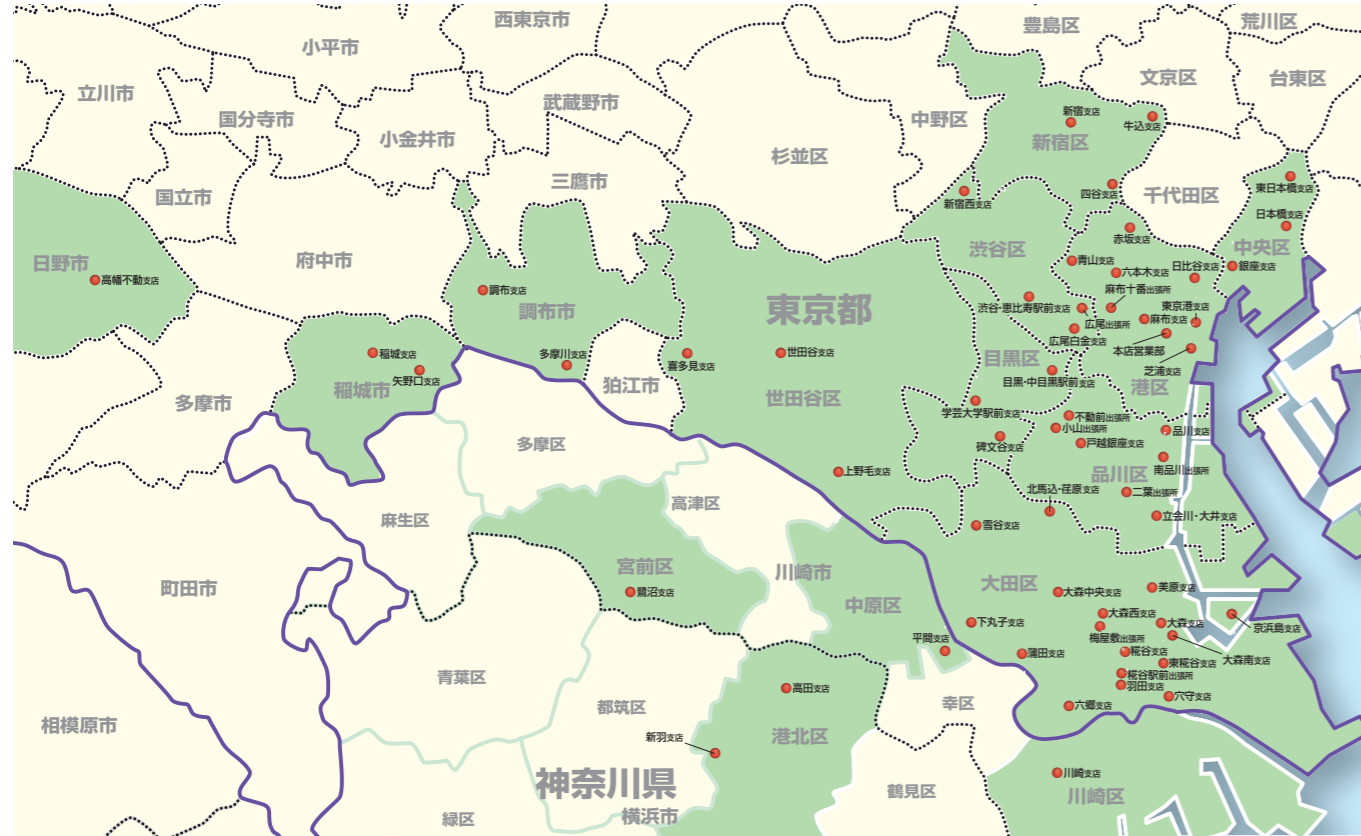 西東京市
豊島区
荒川区
小平市
文京区
台東区
立川市
武蔵野市
国分寺市
小金井市
中野区
新宿支店
牛込支店
新宿区
杉並区
三鷹市
国立市
四谷支店
千代田区
東日本橋支店
新宿西支店
日本橋支店
赤坂支店
中央区
渋谷区
日野市
府中市
高幡不動支店
青山支店
六本木支店
日比谷支店
銀座支店
調布支店
調布市
東京都
渋谷・恵比寿駅前支店
麻布十番出張所
東京港支店
広尾出張所
麻布支店
広尾白金支店
本店営業部
芝浦支店
稲城支店
矢野口支店
稲城市
多摩川支店
狛江市
喜多見支店
世田谷支店
世田谷区
目黒区
目黒・中目黒駅前支店
港区
多摩市
学芸大学駅前支店
不動前出張所
小山出張所
品川支店
碑文谷支店
戸越銀座支店
多摩区
上野毛支店
南品川出張所
品川区
北馬込・荏原支店
二葉出張所
高津区
麻生区
雪谷支店
立会川・大井支店
宮前区
鷺沼支店
川崎市
町田市
中原区
大田区
大森中央支店
美原支店
下丸子支店
大森西支店
梅屋敷出張所
大森支店
京浜島支店
平間支店
蒲田支店
糀谷支店
大森南支店
東糀谷支店
糀谷駅前出張所
羽田支店
穴守支店
青葉区
高田支店
六郷支店
幸区
都筑区
相模原市
新羽支店
港北区
神奈川県
川崎支店
鶴見区
川崎区
緑区
横浜市